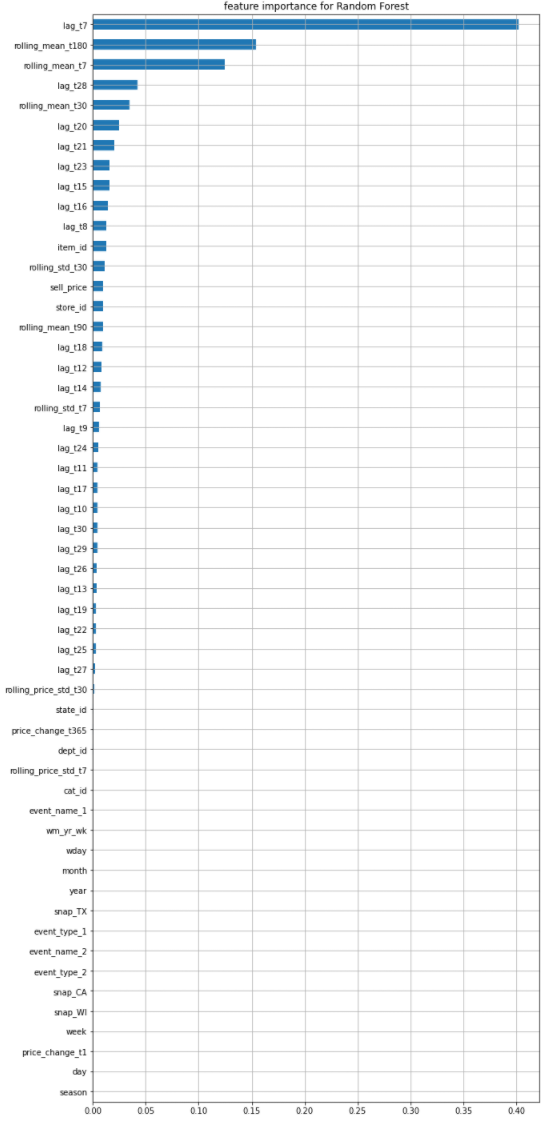 feature importance for Random Forest
lag_t7
rolling_mean_t180
rolling_mean_t7
lag_t28
rolling_mean_t30
lag_t20
lag_t21
lag_t23
lag_t15
lag_t16
lag_t8
item_id
rolling_std_t30
sell_price
store_id
rolling_mean_t90
lag_t18
lag_t12
lag_t14
rolling_std_t7
lag_t9
lag_t24
lag_t11
lag_t17
lag_t10
lag_t30
lag_t29
lag_t26
lag_t13
lag_t19
lag_t22
lag_t25
lag_t27
rolling_price_std_t30
state_id
price_change_t365
dept_id
rolling_price_std_t7
cat_id
event_name_1
wm_yr_wk
wday
month
year
snap_TX
event_type_1
event_name_2
event_type_2
snap_CA
snap_WI
week
price_change_t1
day
season
0.00 0.05 0.10 0.15 0.20 0.25 0.30 0.35 0.40